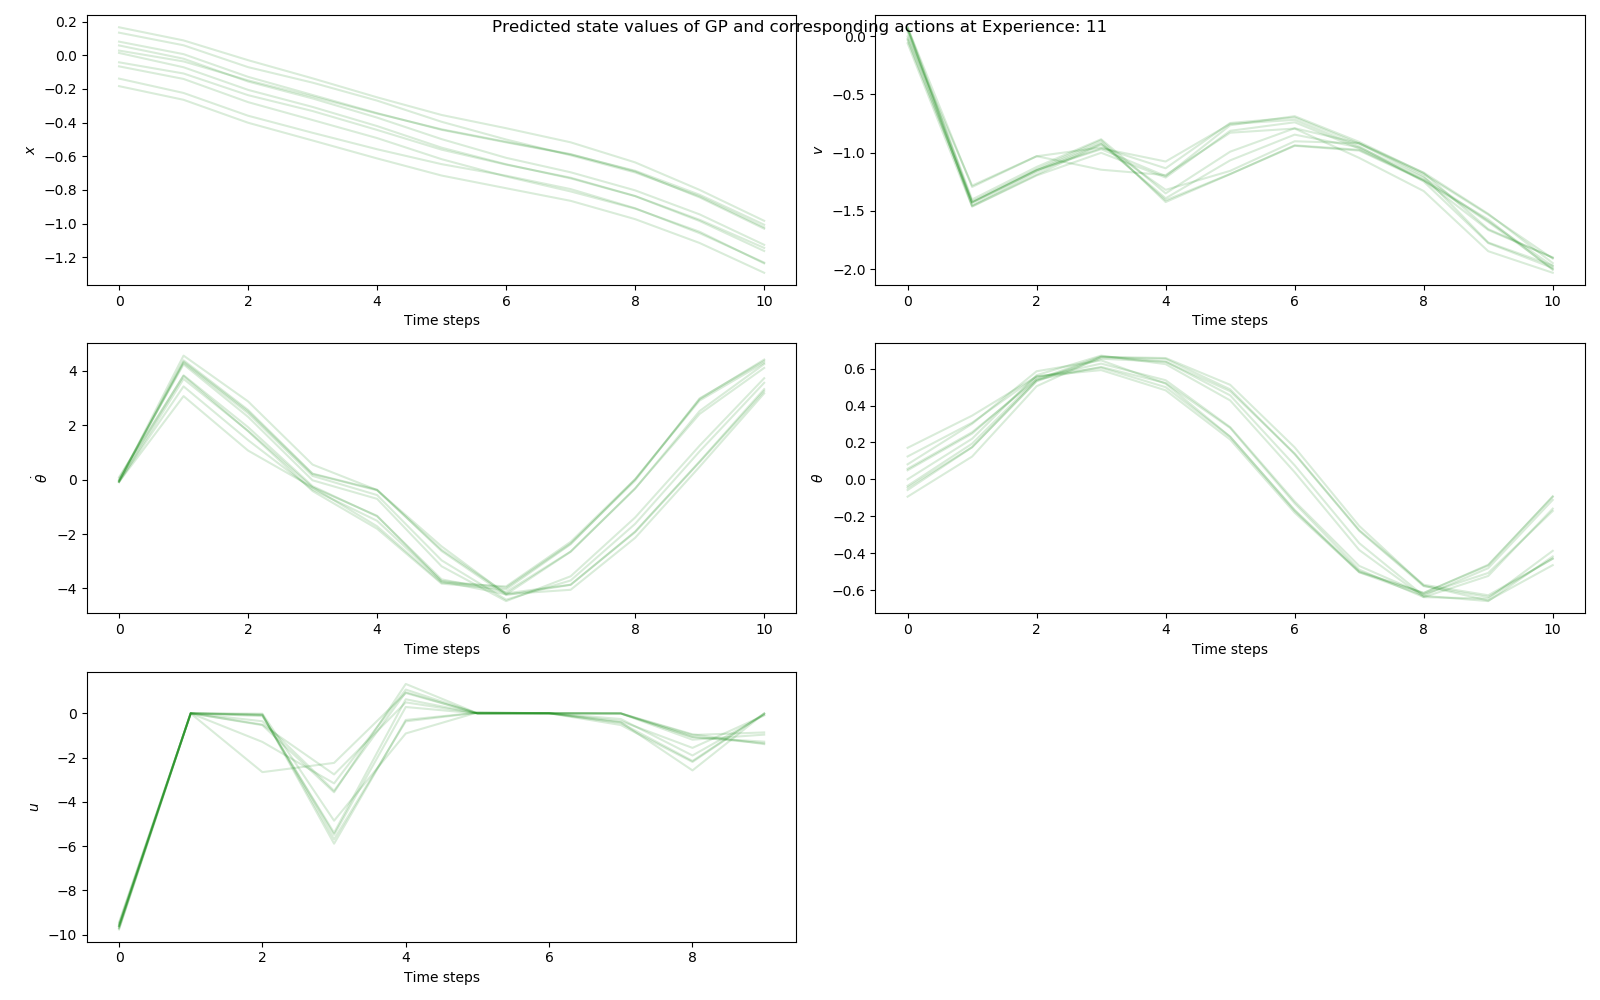 Predicted state values of GP and corresponding actions at Experience: 11
0.2
0.0
−0.2
−0.4
−0.6
−0.8
−1.0
−1.2
x
0 2 4 6 8 10
Time steps
0.0
−0.5
−1.0
−1.5
−2.0
v
0 2 4 6 8 10
Time steps
4
2
0
−2
−4
θ̇
0 2 4 6 8 10
Time steps
0.6
0.4
0.2
0.0
−0.2
−0.4
−0.6
θ
0 2 4 6 8 10
Time steps
0
−2
−4
−6
−8
−10
u
0 2 4 6 8
Time steps